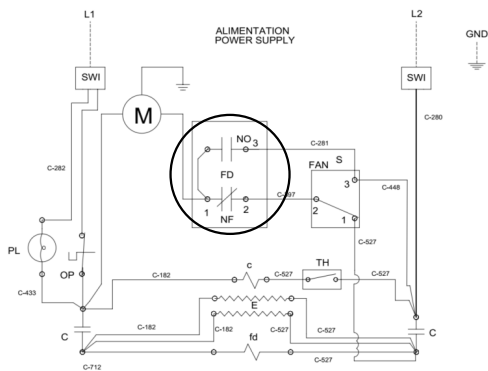 L1
L2
ALIMENTATION
POWER SUPPLY
GND
SWI
SWI
M
C-280
NO 3
C-281
S
FAN
C-282
FD
3
C-448
1
NF
2
2
1
PL
C-527
OP
c
TH
C-182
C-527
C-527
C-433
E
C
C-182
C-182
C-527
C-527
C
fd
C-527
C-712